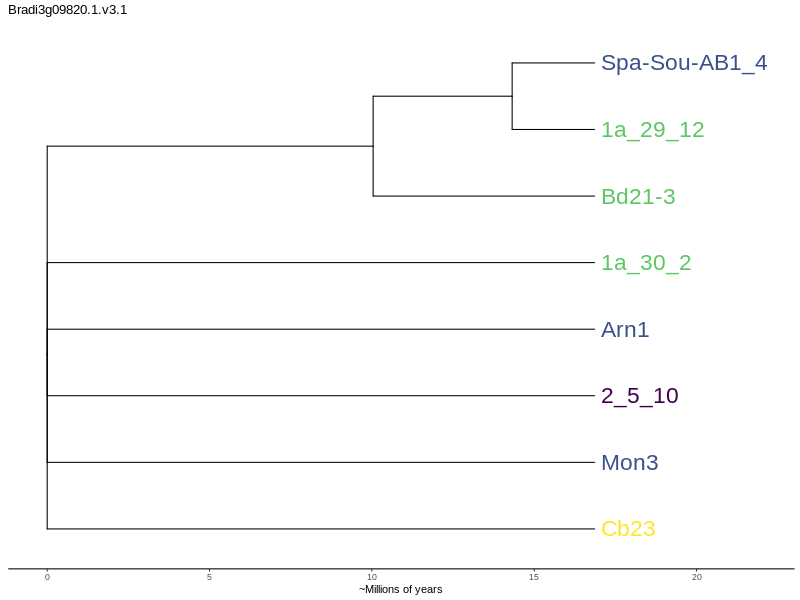 Bradi3g09820.1.v3.1
Spa-Sou-AB1_4
1a_29_12
Bd21-3
1a_30_2
Arn1
2_5_10
Mon3
Cb23
0 5 10 15 20
~Millions of years